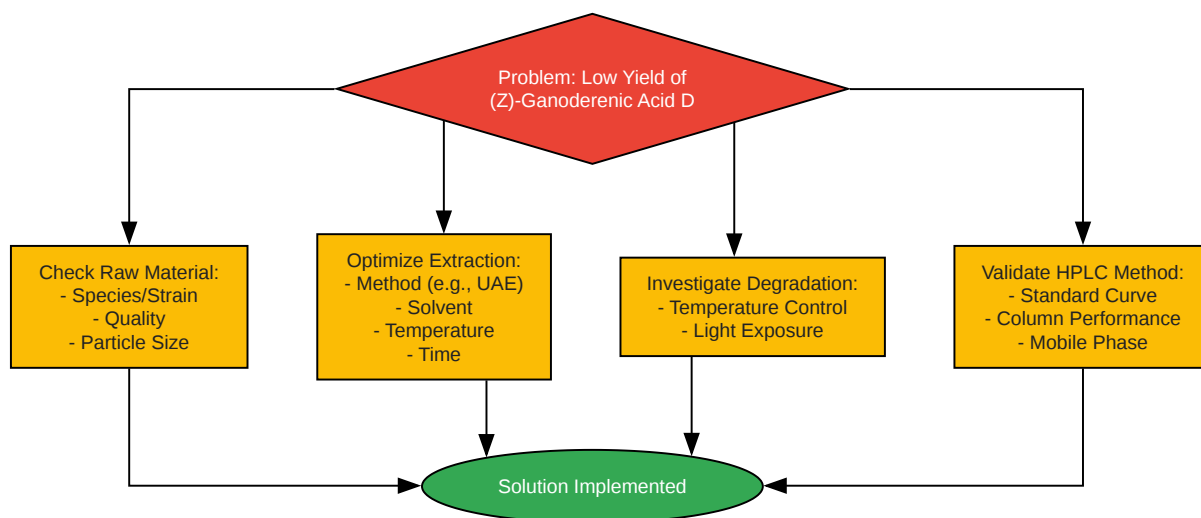 Problem: Low Yield of
(Z)-Ganoderenic Acid D
Check Raw Material:
- Species/Strain
- Quality
- Particle Size
Optimize Extraction:
- Method (e.g., UAE)
- Solvent
- Temperature
- Time
Investigate Degradation:
- Temperature Control
- Light Exposure
Validate HPLC Method:
- Standard Curve
- Column Performance
- Mobile Phase
Solution Implemented